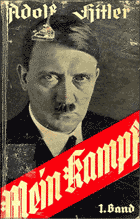 Adolf Hitler
Mein Kampf
1. Band